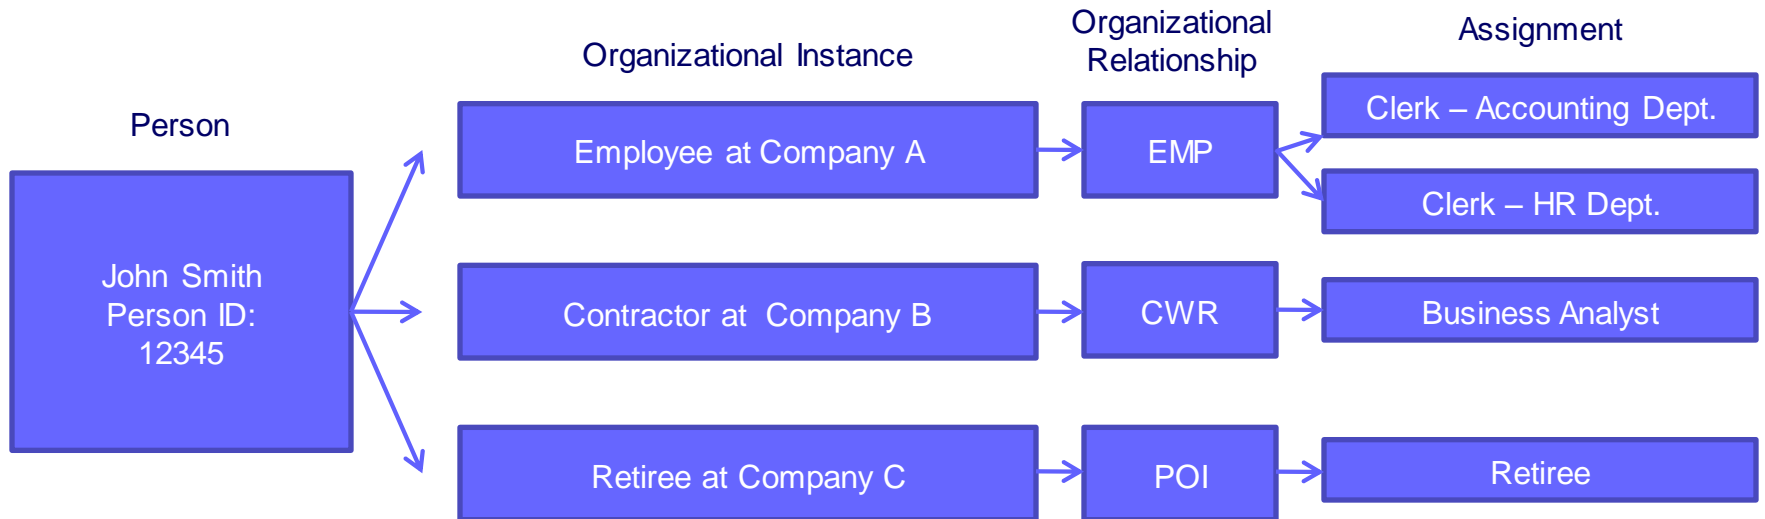 Person
Organizational Instance
Organizational
Relationship
Assignment
John Smith
Person ID:
12345
Employee at Company A
EMP
Clerk – Accounting Dept.
Clerk – HR Dept.
Contractor at Company B
CWR
Business Analyst
Retiree at Company C
POI
Retiree